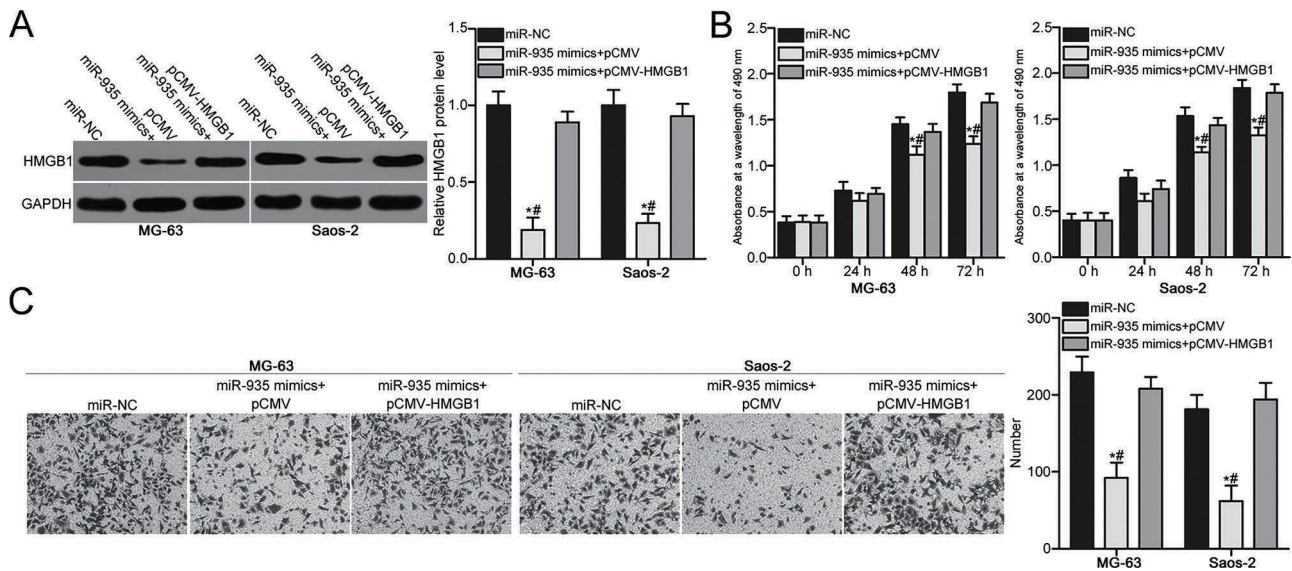 A
miR-NC
miR-935 mimics+
pCMV
miR-935 mimics+
pCMV-HMGB1
miR-NC
miR-935 mimics+
pCMV
miR-935 mimics+
pCMV-HMGB1
HMGB1
GAPDH
MG-63
Saos-2
Relative HMGB1 protein level
1.5
1.0
0.5
0.0
miR-NC
miR-935 mimics+pCMV
miR-935 mimics+pCMV-HMGB1
*#
*#
MG-63
Saos-2
B
Absorbance at a wavelength of 490 nm
2.5
2.0
1.5
1.0
0.5
0.0
miR-NC
miR-935 mimics+pCMV
miR-935 mimics+pCMV-HMGB1
*#
*#
0 h
24 h
48 h
72 h
MG-63
Absorbance at a wavelength of 490 nm
2.5
2.0
1.5
1.0
0.5
0.0
miR-NC
miR-935 mimics+pCMV
miR-935 mimics+pCMV-HMGB1
*#
*#
0 h
24 h
48 h
72 h
Saos-2
C
MG-63
miR-NC
miR-935 mimics+
pCMV
miR-935 mimics+
pCMV-HMGB1
Saos-2
miR-NC
miR-935 mimics+
pCMV
miR-935 mimics+
pCMV-HMGB1
Number
300
200
100
0
miR-NC
miR-935 mimics+pCMV
miR-935 mimics+pCMV-HMGB1
*#
*#
MG-63
Saos-2